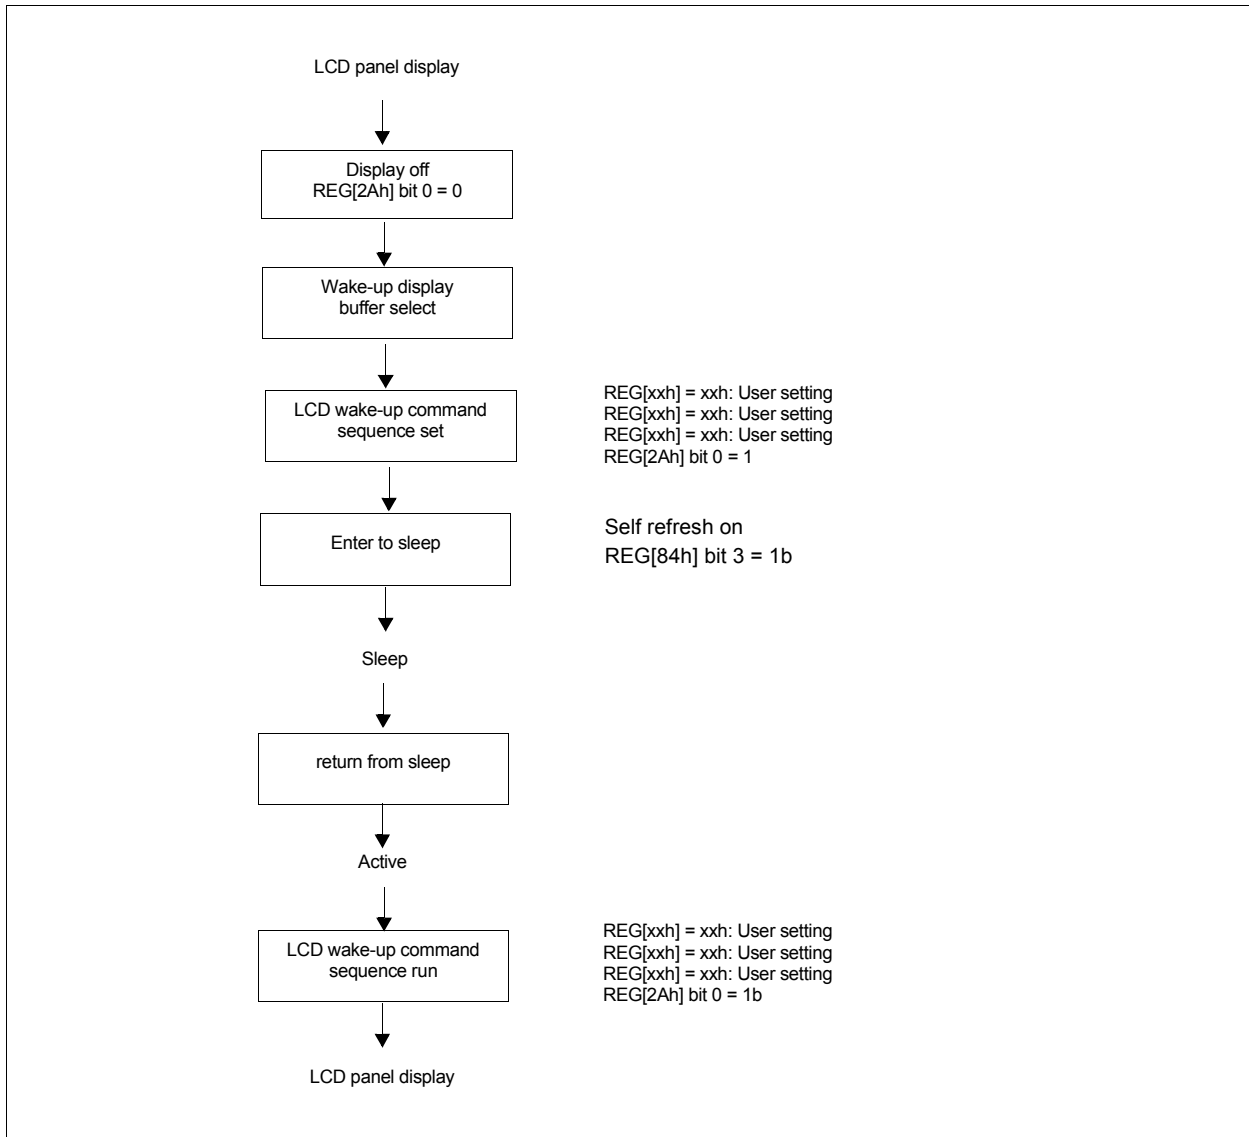 LCD panel display
Display off
REG[2Ah] bit 0 = 0
Wake-up display
buffer select
LCD wake-up command
sequence set
REG[xxh] = xxh: User setting
REG[xxh] = xxh: User setting
REG[xxh] = xxh: User setting
REG[2Ah] bit 0 = 1
Enter to sleep
Self refresh on
REG[84h] bit 3 = 1b
Sleep
return from sleep
Active
LCD wake-up command
sequence run
REG[xxh] = xxh: User setting
REG[xxh] = xxh: User setting
REG[xxh] = xxh: User setting
REG[2Ah] bit 0 = 1b
LCD panel display